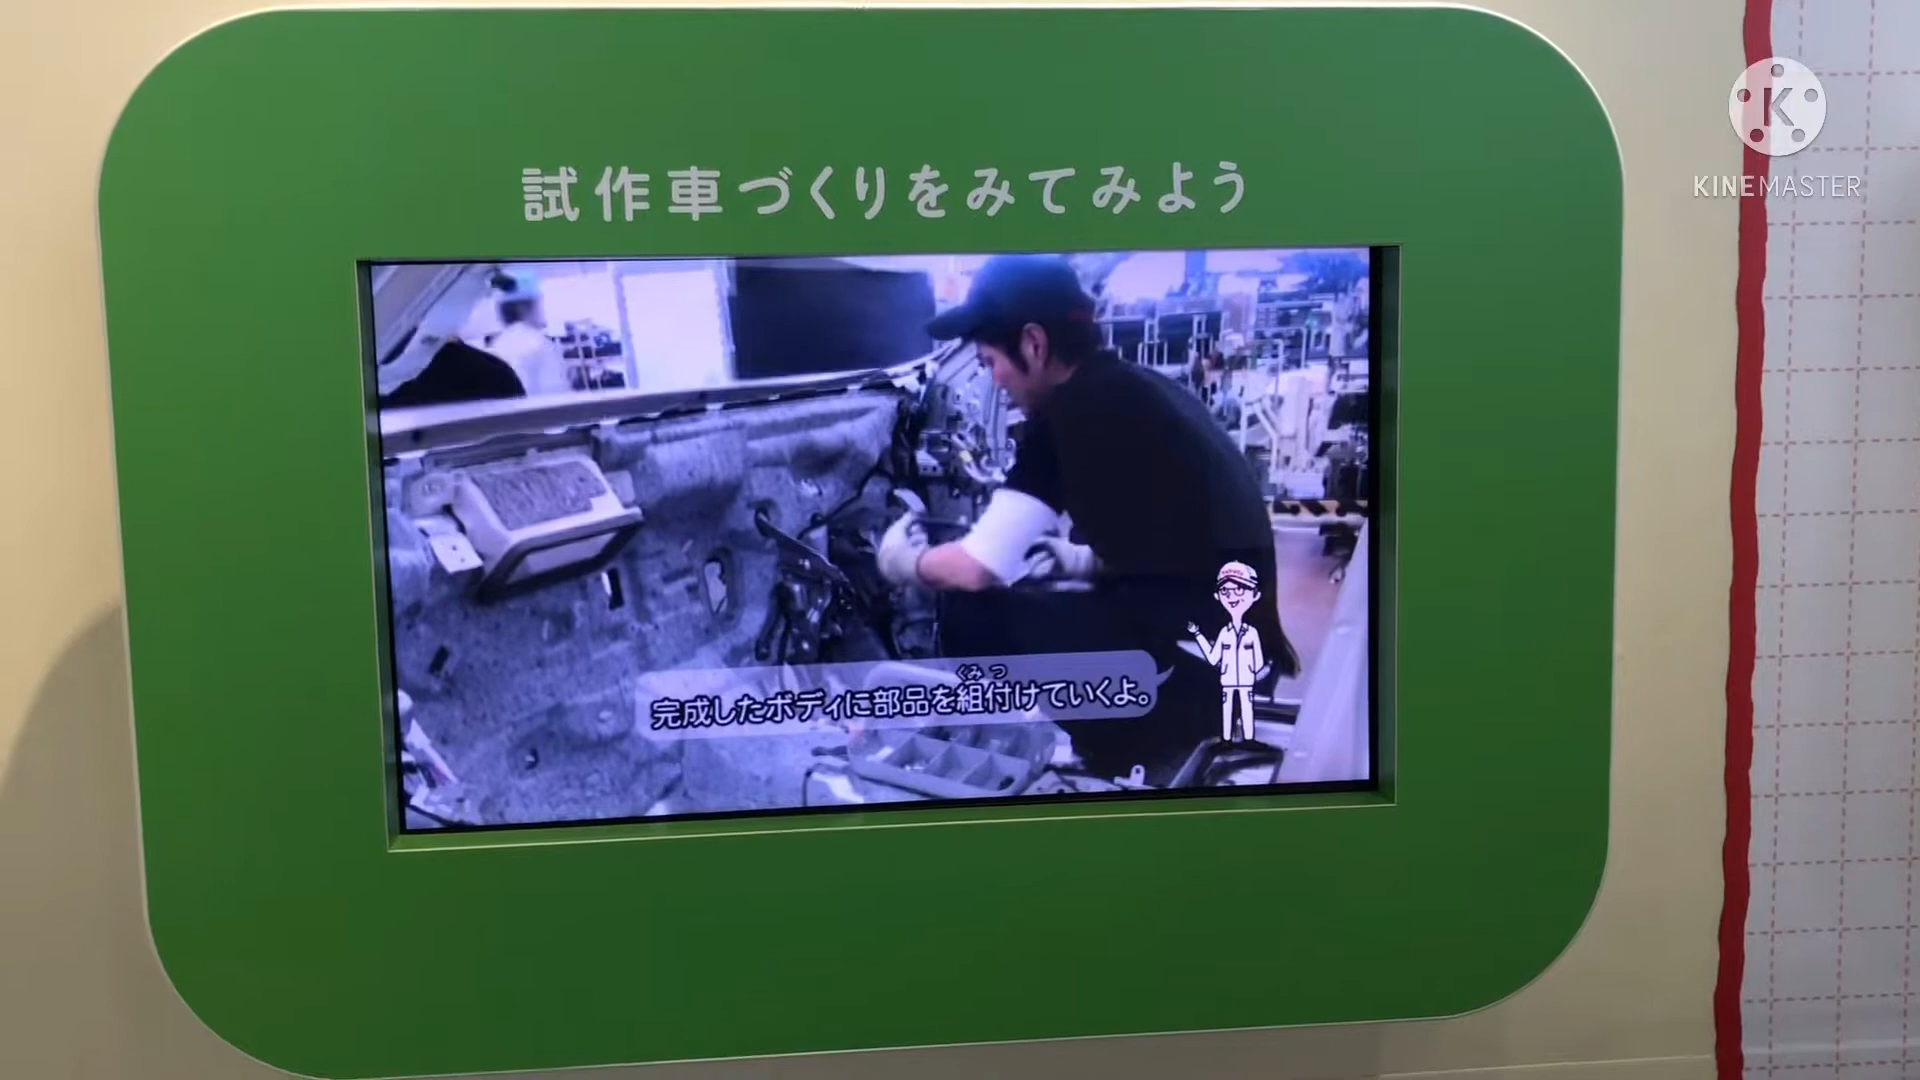 試作車づくりをみてみよう
K
KINEMASTER
くみつ
完成したボディに部品を組付けていくよ。